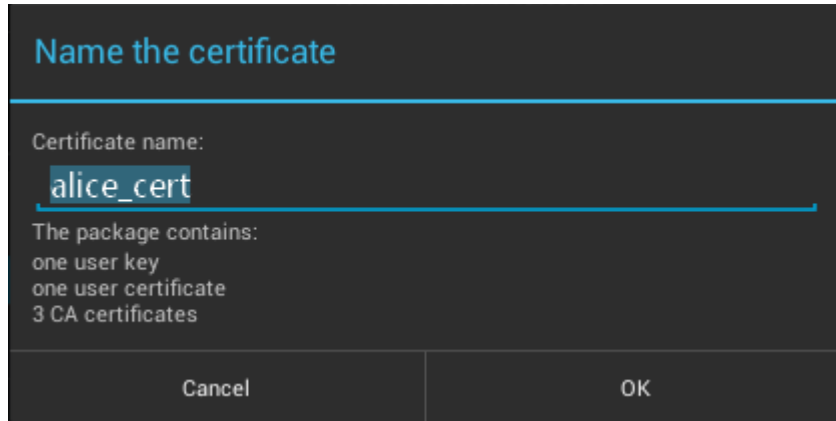 Name the certificate
Certificate name:
alice_cert
The package contains:
one user key
one user certificate
3 CA certificates
Cancel OK